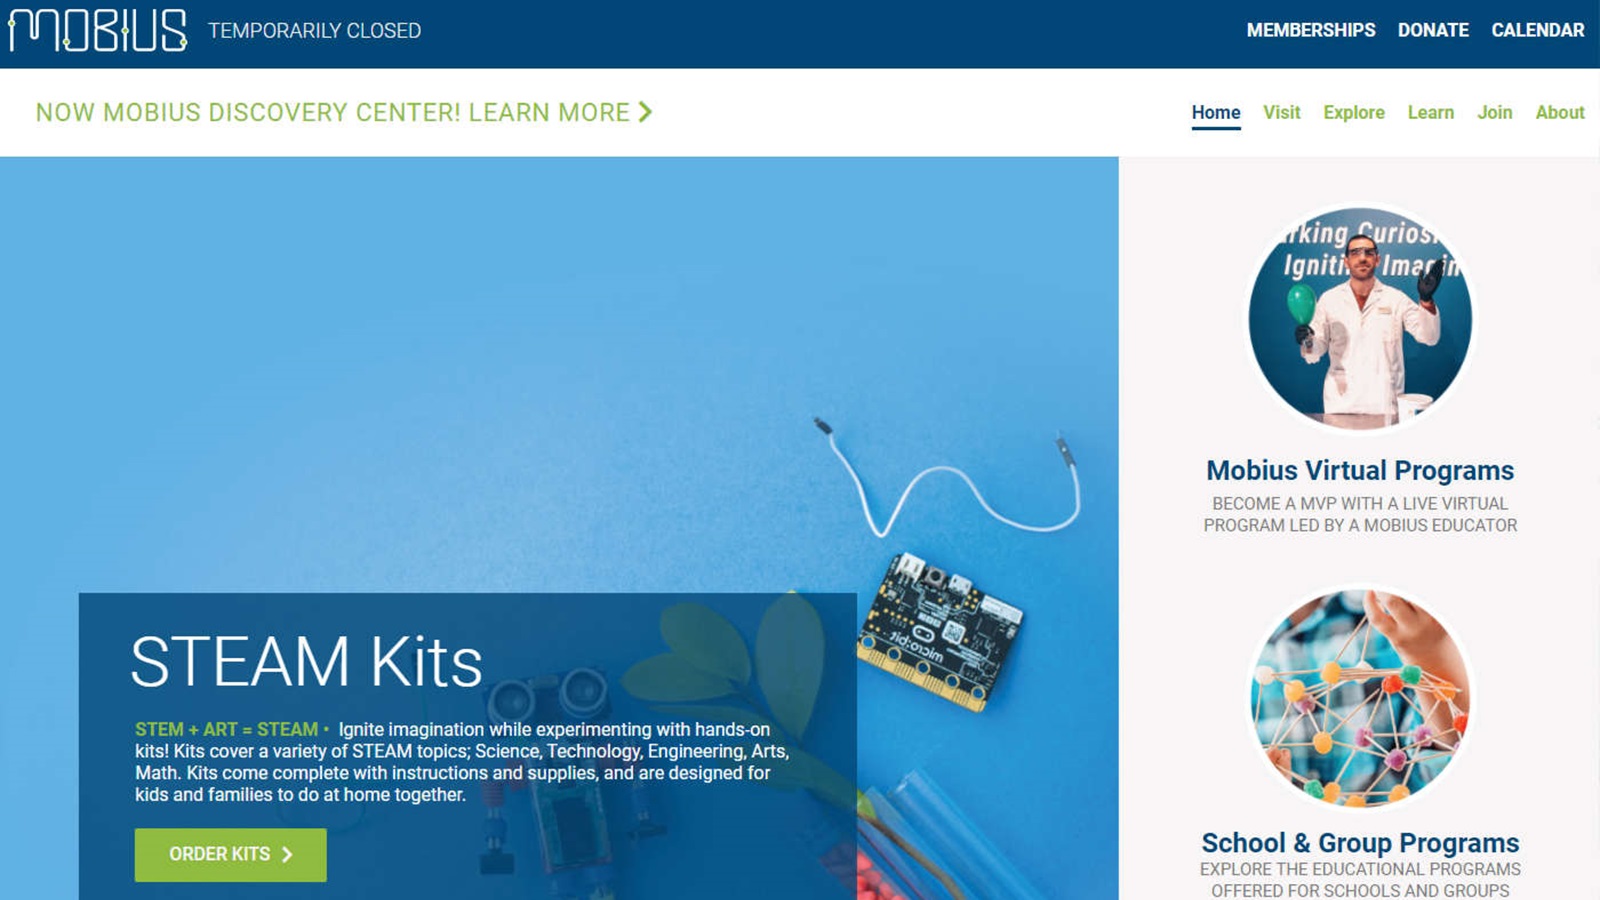 MOBIUS TEMPORARILY CLOSED
MEMBERSHIPS DONATE CALENDAR
NOW MOBIUS DISCOVERY CENTER! LEARN MORE
Home Visit Explore Learn Join About
STEAM Kits
STEM + ART = STEAM • Ignite imagination while experimenting with hands-on
kits! Kits cover a variety of STEAM topics; Science, Technology, Engineering, Arts,
Math. Kits come complete with instructions and supplies, and are designed for
kids and families to do at home together.
ORDER KITS
micro:bit
rking Curios
Igniti Imagin
Mobius Virtual Programs
BECOME A MVP WITH A LIVE VIRTUAL
PROGRAM LED BY A MOBIUS EDUCATOR
School & Group Programs
EXPLORE THE EDUCATIONAL PROGRAMS
OFFERED FOR SCHOOLS AND GROUPS